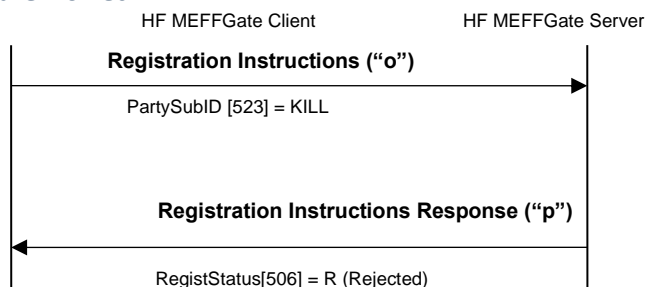 HF MEFFGate Client HF MEFFGate Server
Registration Instructions (“o”)
PartySubID [523] = KILL
Registration Instructions Response (“p”)
RegistStatus[506] = R (Rejected)